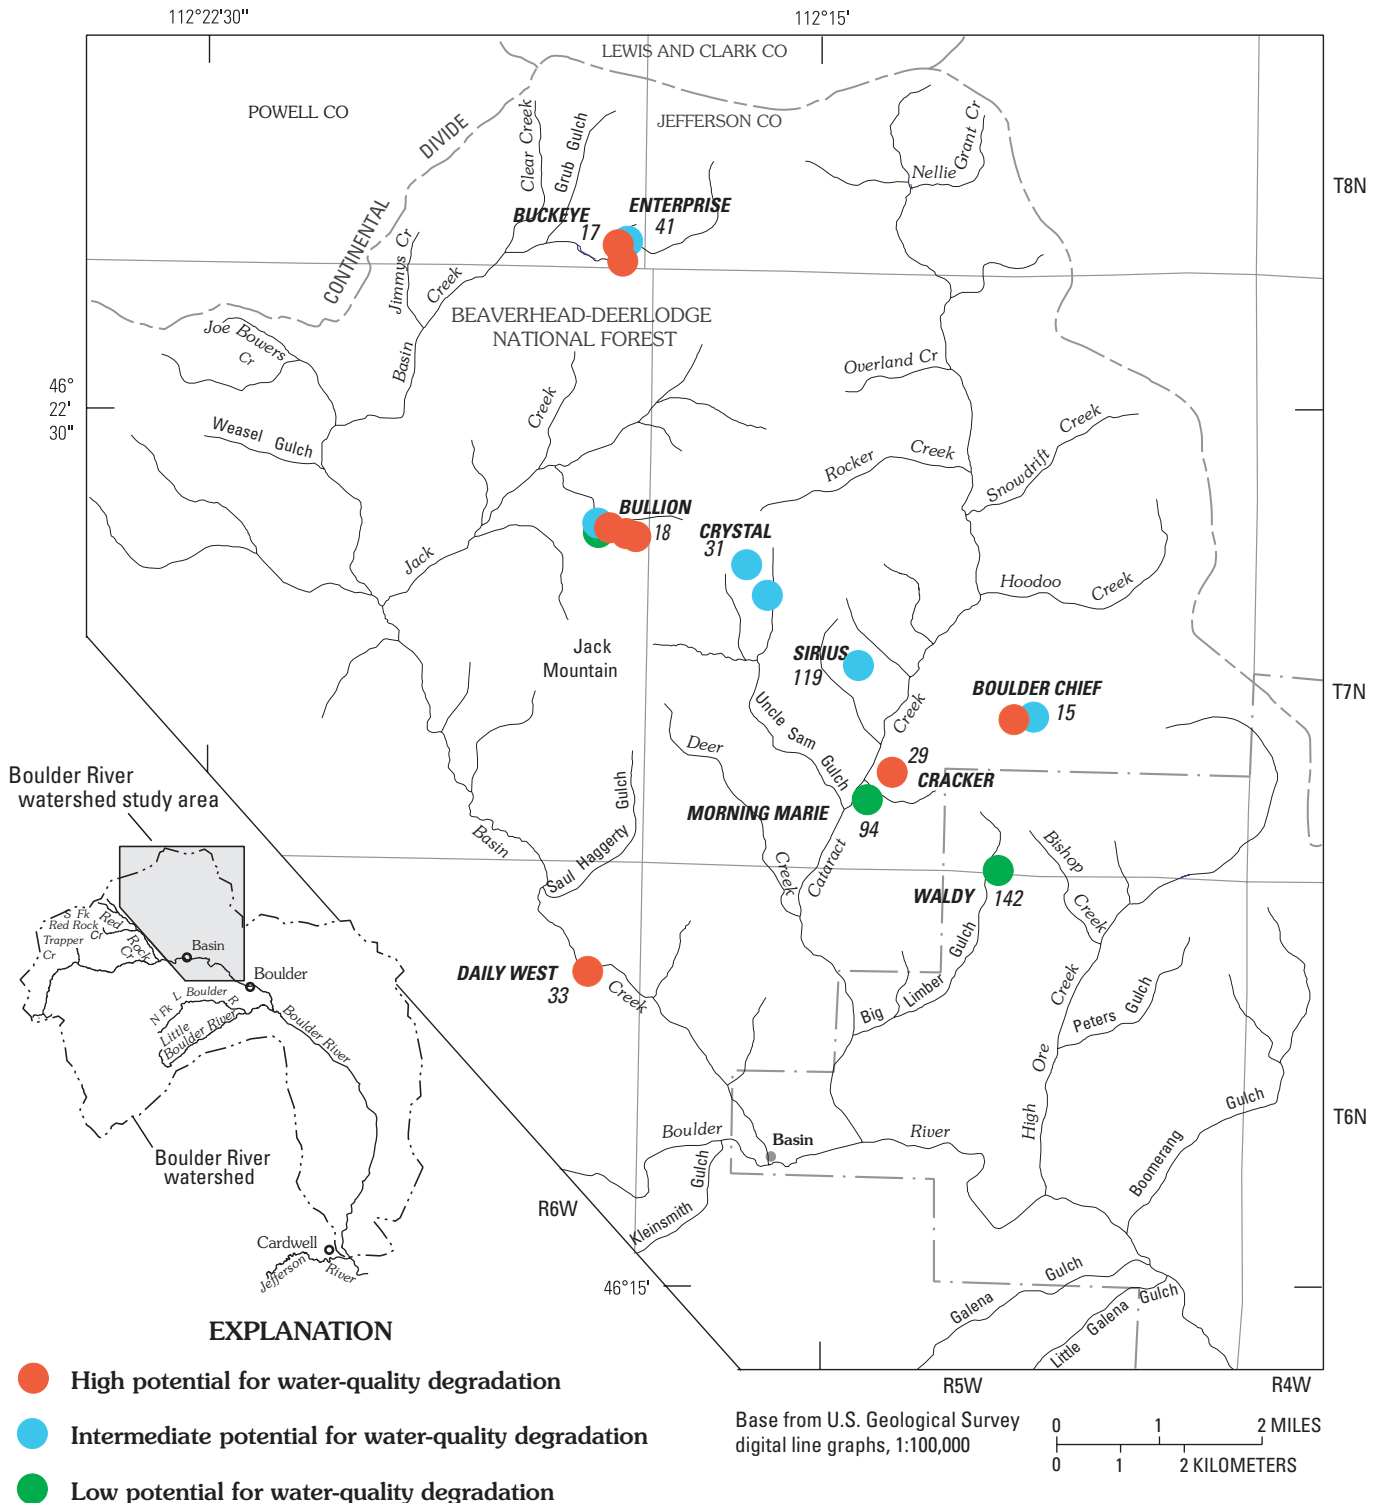 112°22'30"
112°15'
LEWIS AND CLARK CO
POWELL CO
JEFFERSON CO
CONTINENTAL
DIVIDE
Clear Creek
Grub Gulch
Nellie
Grant Cr
T8N
BUCKEYE
17
ENTERPRISE
41
Jimmus Cr
Basin
Creek
BEAVERHEAD-DEERLODGE
NATIONAL FOREST
Joe Bowers
Cr
Overland Cr
46°
22'
30"
Weasel Gulch
Creek
Rocker
Creek
Snowdrift
Creek
BULLION
18
CRYSTAL
31
Jack
Hoodoo
Creek
Jack
Mountain
SIRIUS
119
BOULDER CHIEF
15
T7N
Uncle Sam
Gulch
Creek
Deer
29
CRACKER
Boulder River
watershed study area
MORNING MARIE
94
Basin
Saul Haggerty
Gulch
Creek
Cataract
Bishop
Creek
WALDY
142
S Fk
Red Rock
Cr
Red
Rock
Cr
Trapper
Cr
Basin
Boulder
DAILY WEST
33
Creek
Big
Limber
Gulch
Creek
Ore
High
Peters
Gulch
N Fk
L
Boulder
R
Little
Boulder River
Boulder River
Gulch
Boomerang
T6N
Boulder River
watershed
Boulder
Basin
River
Gulch
Kleinsmith
R6W
Cardwell
Jefferson
River
46°15'
Galena
Gulch
Little
Galena
Gulch
R5W
R4W
EXPLANATION
High potential for water-quality degradation
Intermediate potential for water-quality degradation
Low potential for water-quality degradation
Base from U.S. Geological Survey
digital line graphs, 1:100,000
0 1 2 MILES
0 1 2 KILOMETERS